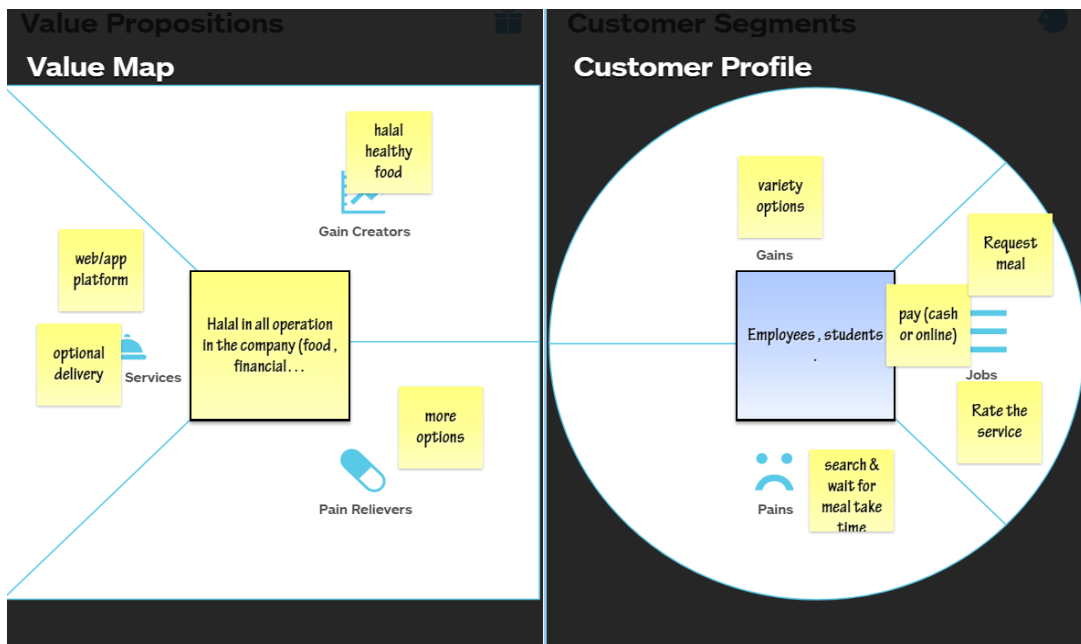 Value Propositions
Value Map
halal
healthy
food
Gain Creators
web/app
platform
optional
delivery
Services
Halal in all operation
in the company (food ,
financial...
more
options
Pain Relievers
Customer Segments
Customer Profile
variety
options
Gains
Request
meal
pay (cash
or online)
Employees , students
.
Jobs
Rate the
service
search &
wait for
meal take
time
Pains